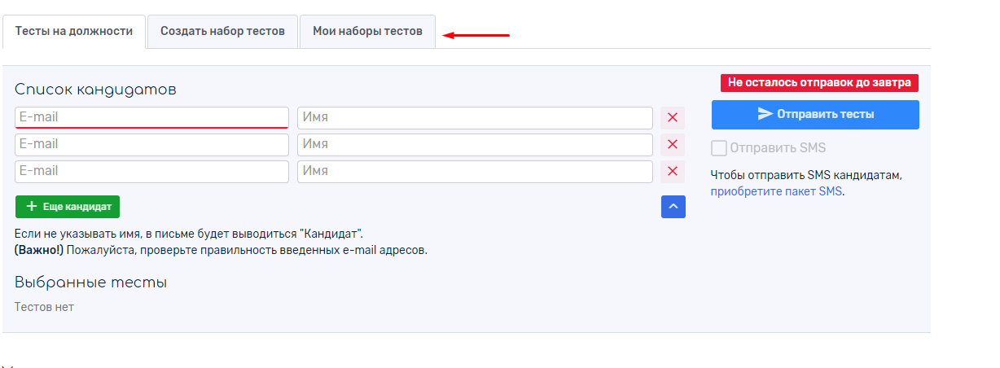 Тесты на должности
Создать набор тестов
Мои наборы тестов
Список кандидатов
Не осталось отправок до завтра
E-mail
Имя
Отправить тесты
E-mail
Имя
Отправить SMS
E-mail
Имя
Чтобы отправить SMS кандидатам,
приобретите пакет SMS.
Еще кандидат
Если не указывать имя, в письме будет выводиться "Кандидат".
(Важно!) Пожалуйста, проверьте правильность введенных e-mail адресов.
Выбранные тесты
Тестов нет